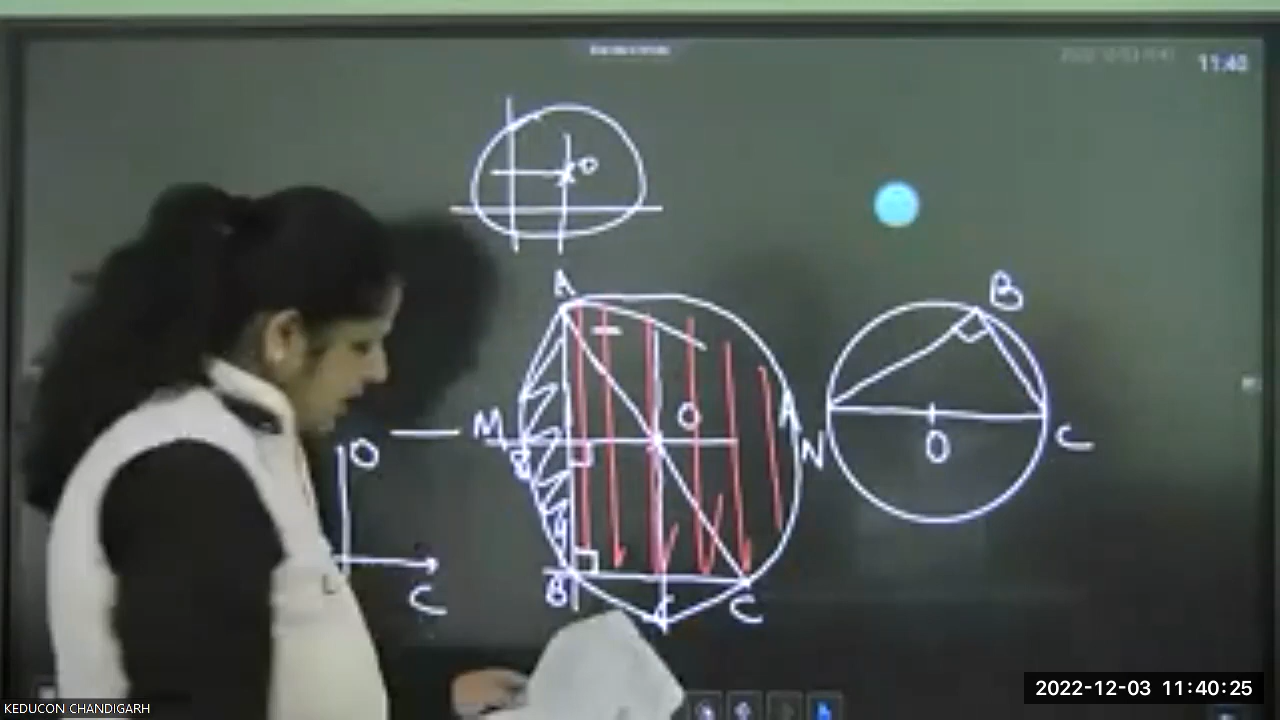 11:40
O
A
B
M
O
A
N
O
C
O
B
C
C
2022-12-03 11:40:25
KEDUCON CHANDIGARH